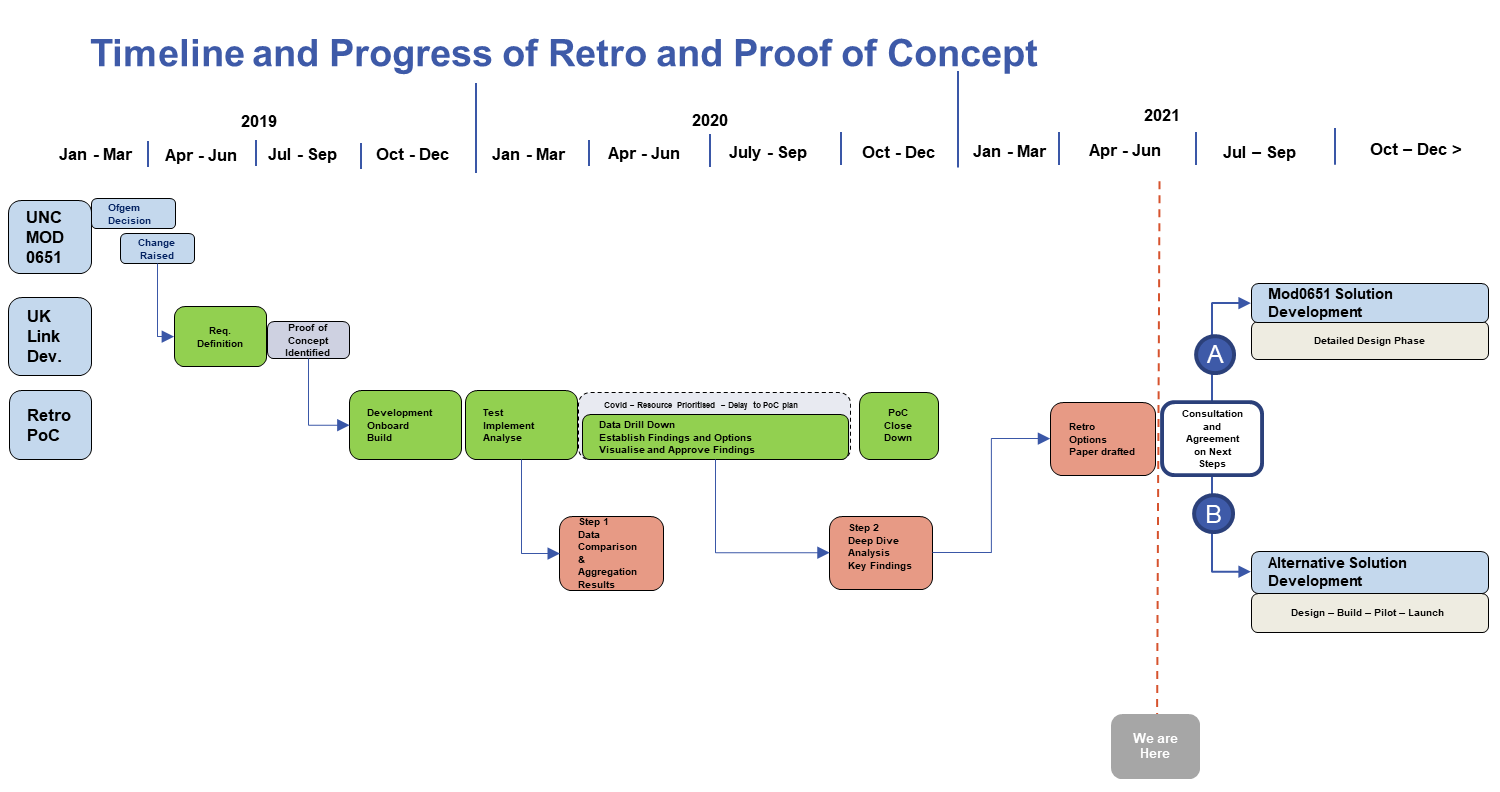 Timeline and Progress of Retro and Proof of Concept
2019
2020
2021
Jan - Mar
Apr - Jun
Jul - Sep
Oct - Dec
Jan - Mar
Apr - Jun
July - Sep
Oct - Dec
Jan - Mar
Apr - Jun
Jul – Sep
Oct – Dec >
UNC
MOD
0651
Ofgem
Decision
Change
Raised
UK
Link
Dev.
Req.
Definition
Proof of
Concept
Identified
Mod0651 Solution
Development
Detailed Design Phase
A
Retro
PoC
Development
Onboard
Build
Test
Implement
Analyse
Covid – Resource Prioritised – Delay to PoC plan
Data Drill Down
Establish Findings and Options
Visualise and Approve Findings
PoC
Close
Down
Retro
Options
Paper drafted
Consultation
and
Agreement
on Next
Steps
B
Step 1
Data
Comparison
&
Aggregation
Results
Step 2
Deep Dive
Analysis
Key Findings
Alternative Solution
Development
Design – Build – Pilot – Launch
We are
Here